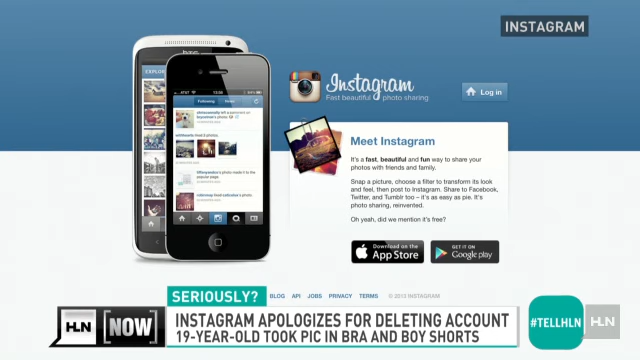 INSTAGRAM
htc
EXPLORE
Following
News
Instagram
Fast beautiful photo sharing
Log in
Meet Instagram
It's a fast, beautiful and fun way to share your
photos with friends and family.
Snap a picture, choose a filter to transform its look
and feel, then post to Instagram. Share to Facebook,
Twitter, and Tumblr too – it's as easy as pie. It's
photo sharing, reinvented.
Oh yeah, did we mention it's free?
Download on the
App Store
GET IT ON
Google play
BLOG API JOBS PRIVACY TERMS © 2013 INSTAGRAM
SERIOUSLY?
HLN NOW
INSTAGRAM APOLOGIZES FOR DELETING ACCOUNT
19-YEAR-OLD TOOK PIC IN BRA AND BOY SHORTS
#TELLHLN
HLN